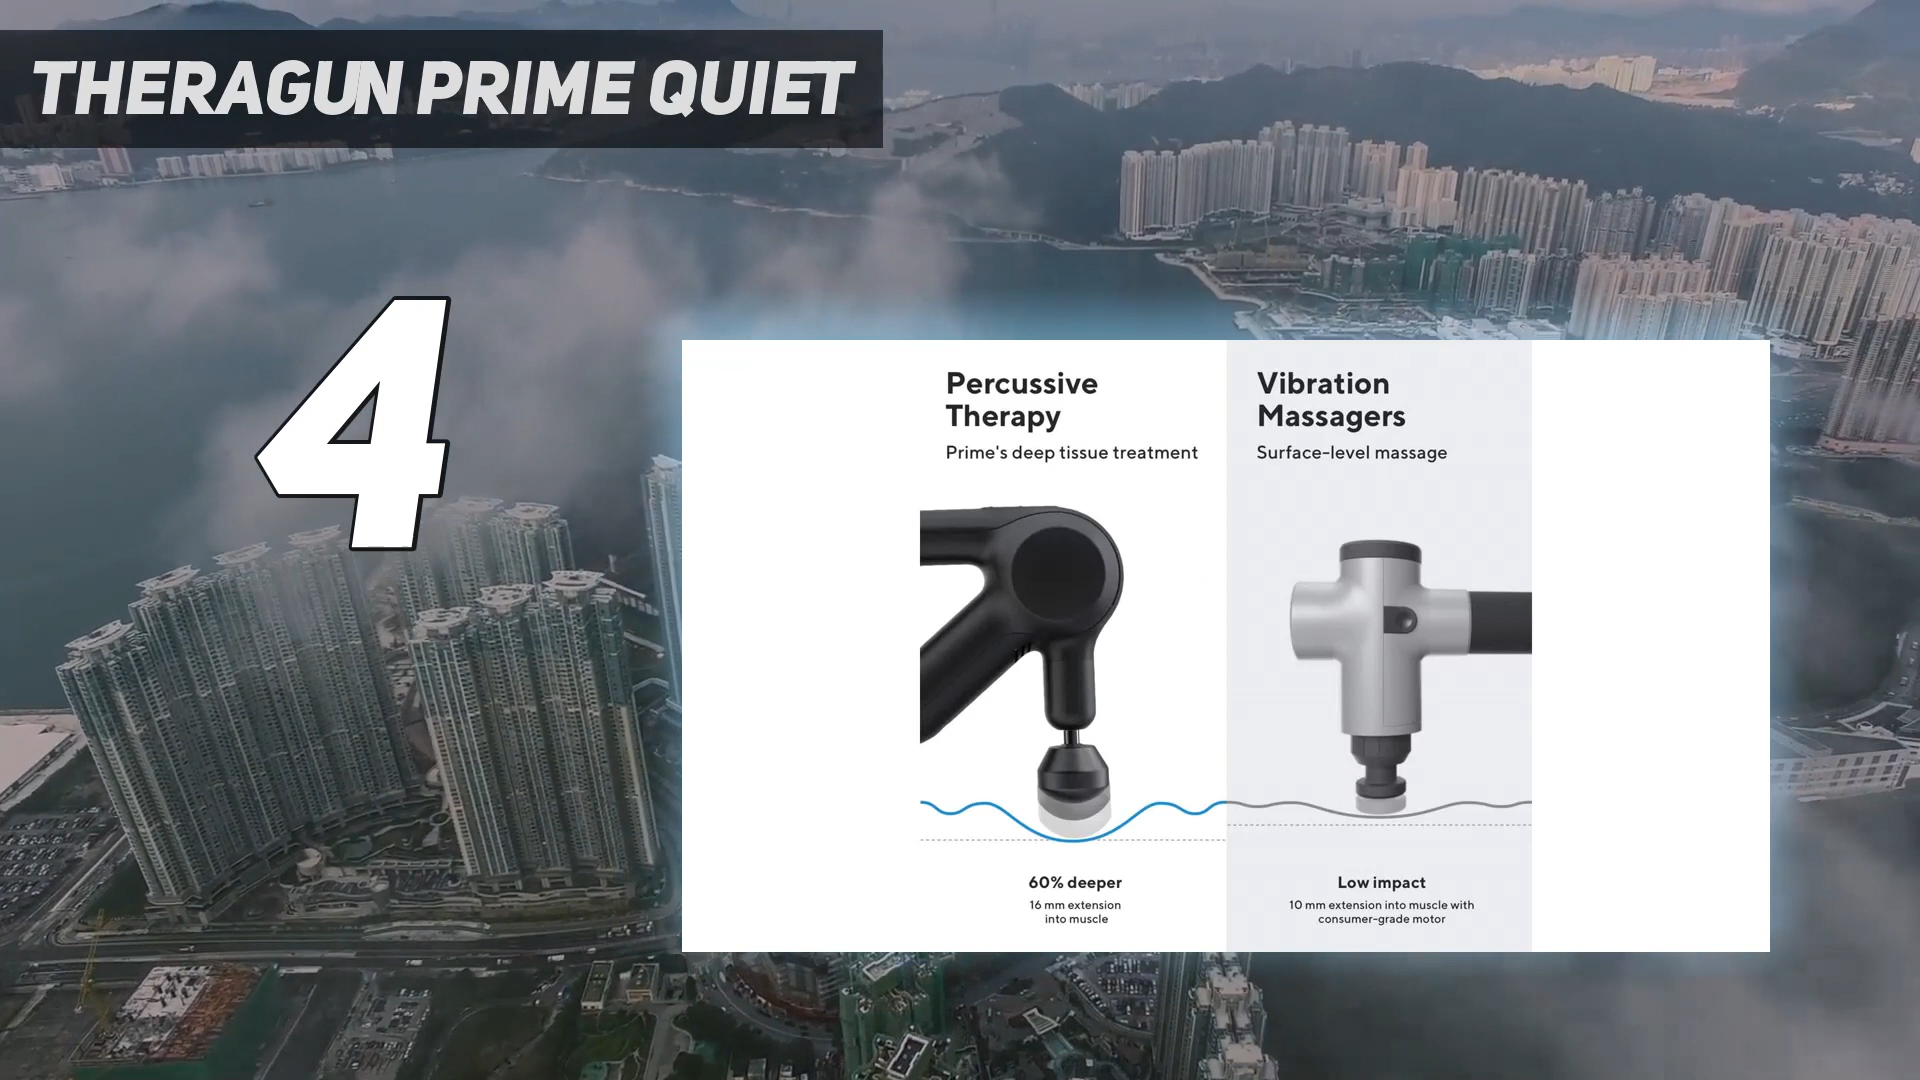 THERAGUN PRIME QUIET
4
Percussive
Therapy
Prime's deep tissue treatment
60% deeper
16 mm extension
into muscle
Vibration
Massagers
Surface-level massage
Low impact
10 mm extension into muscle with
consumer-grade motor